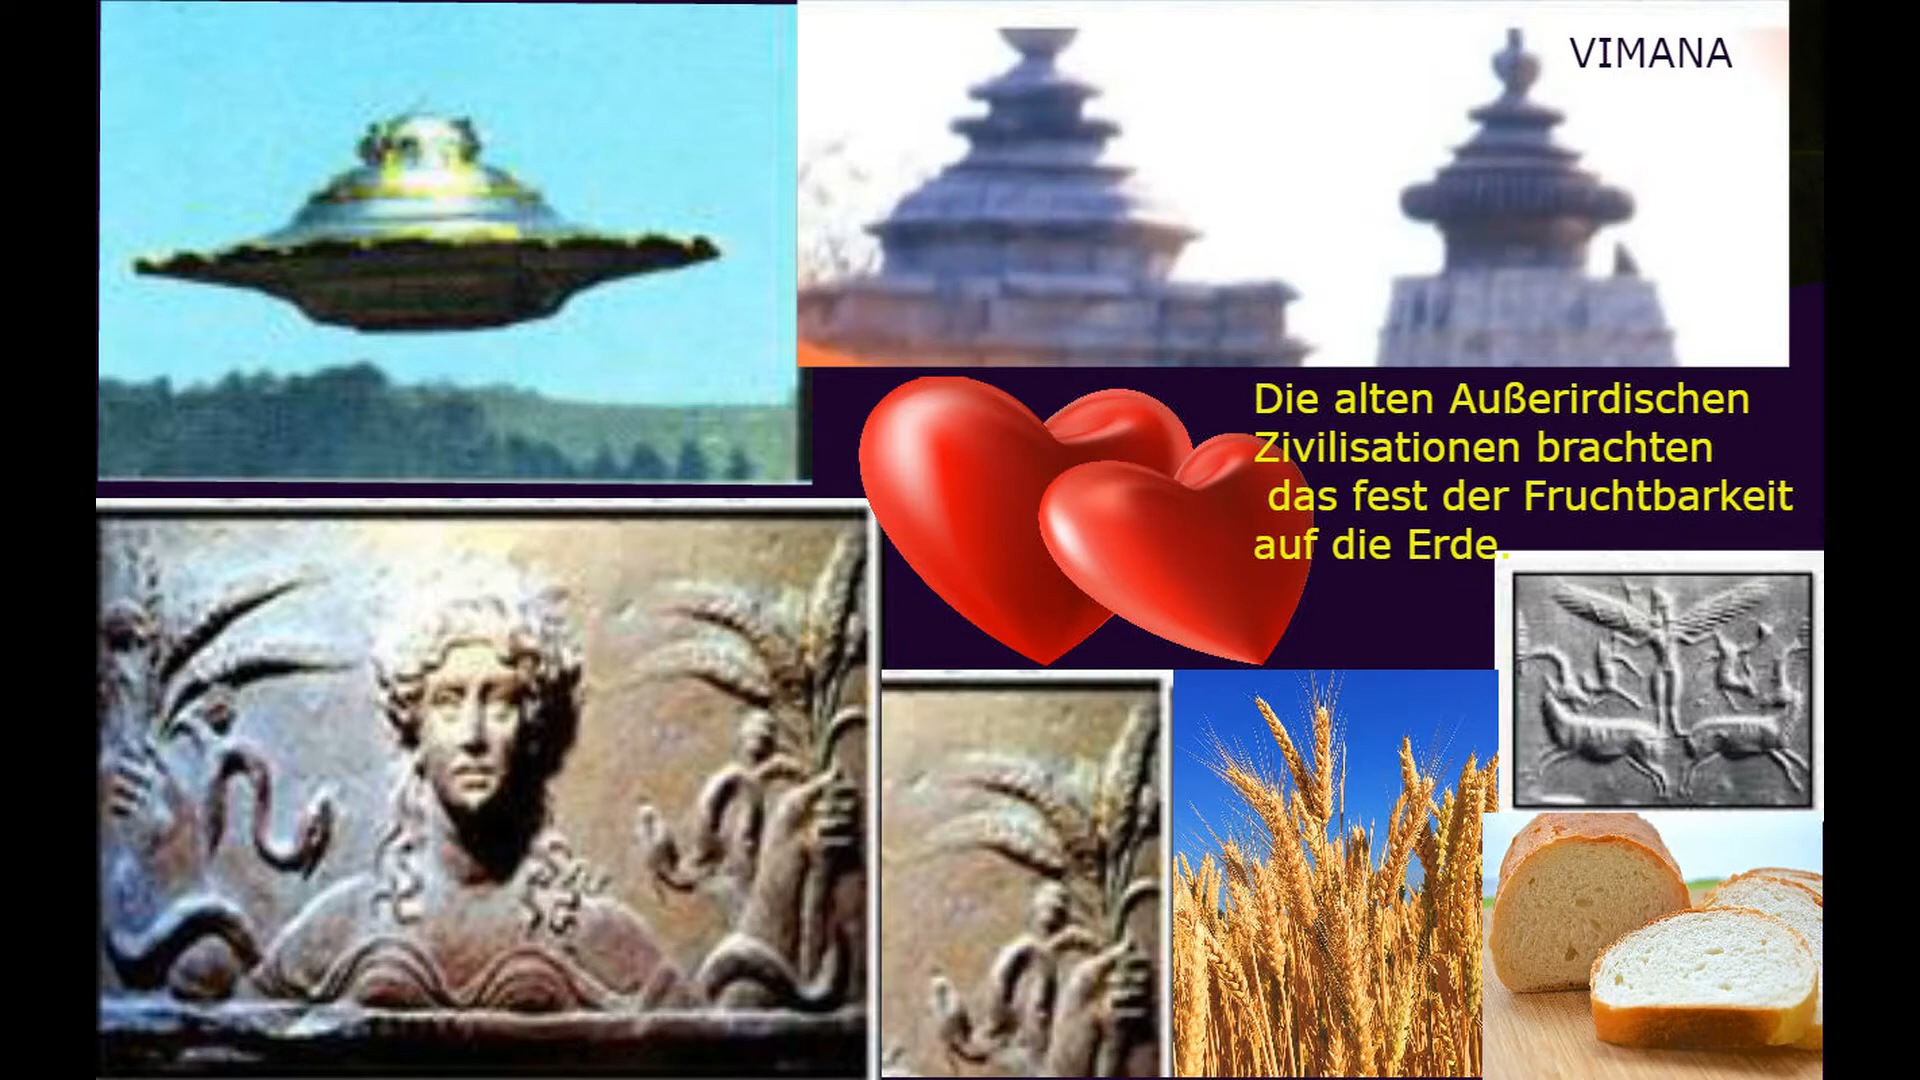 VIMANA
Die alten Außerirdischen
Zivilisationen brachten
das fest der Fruchtbarkeit
auf die Erde.